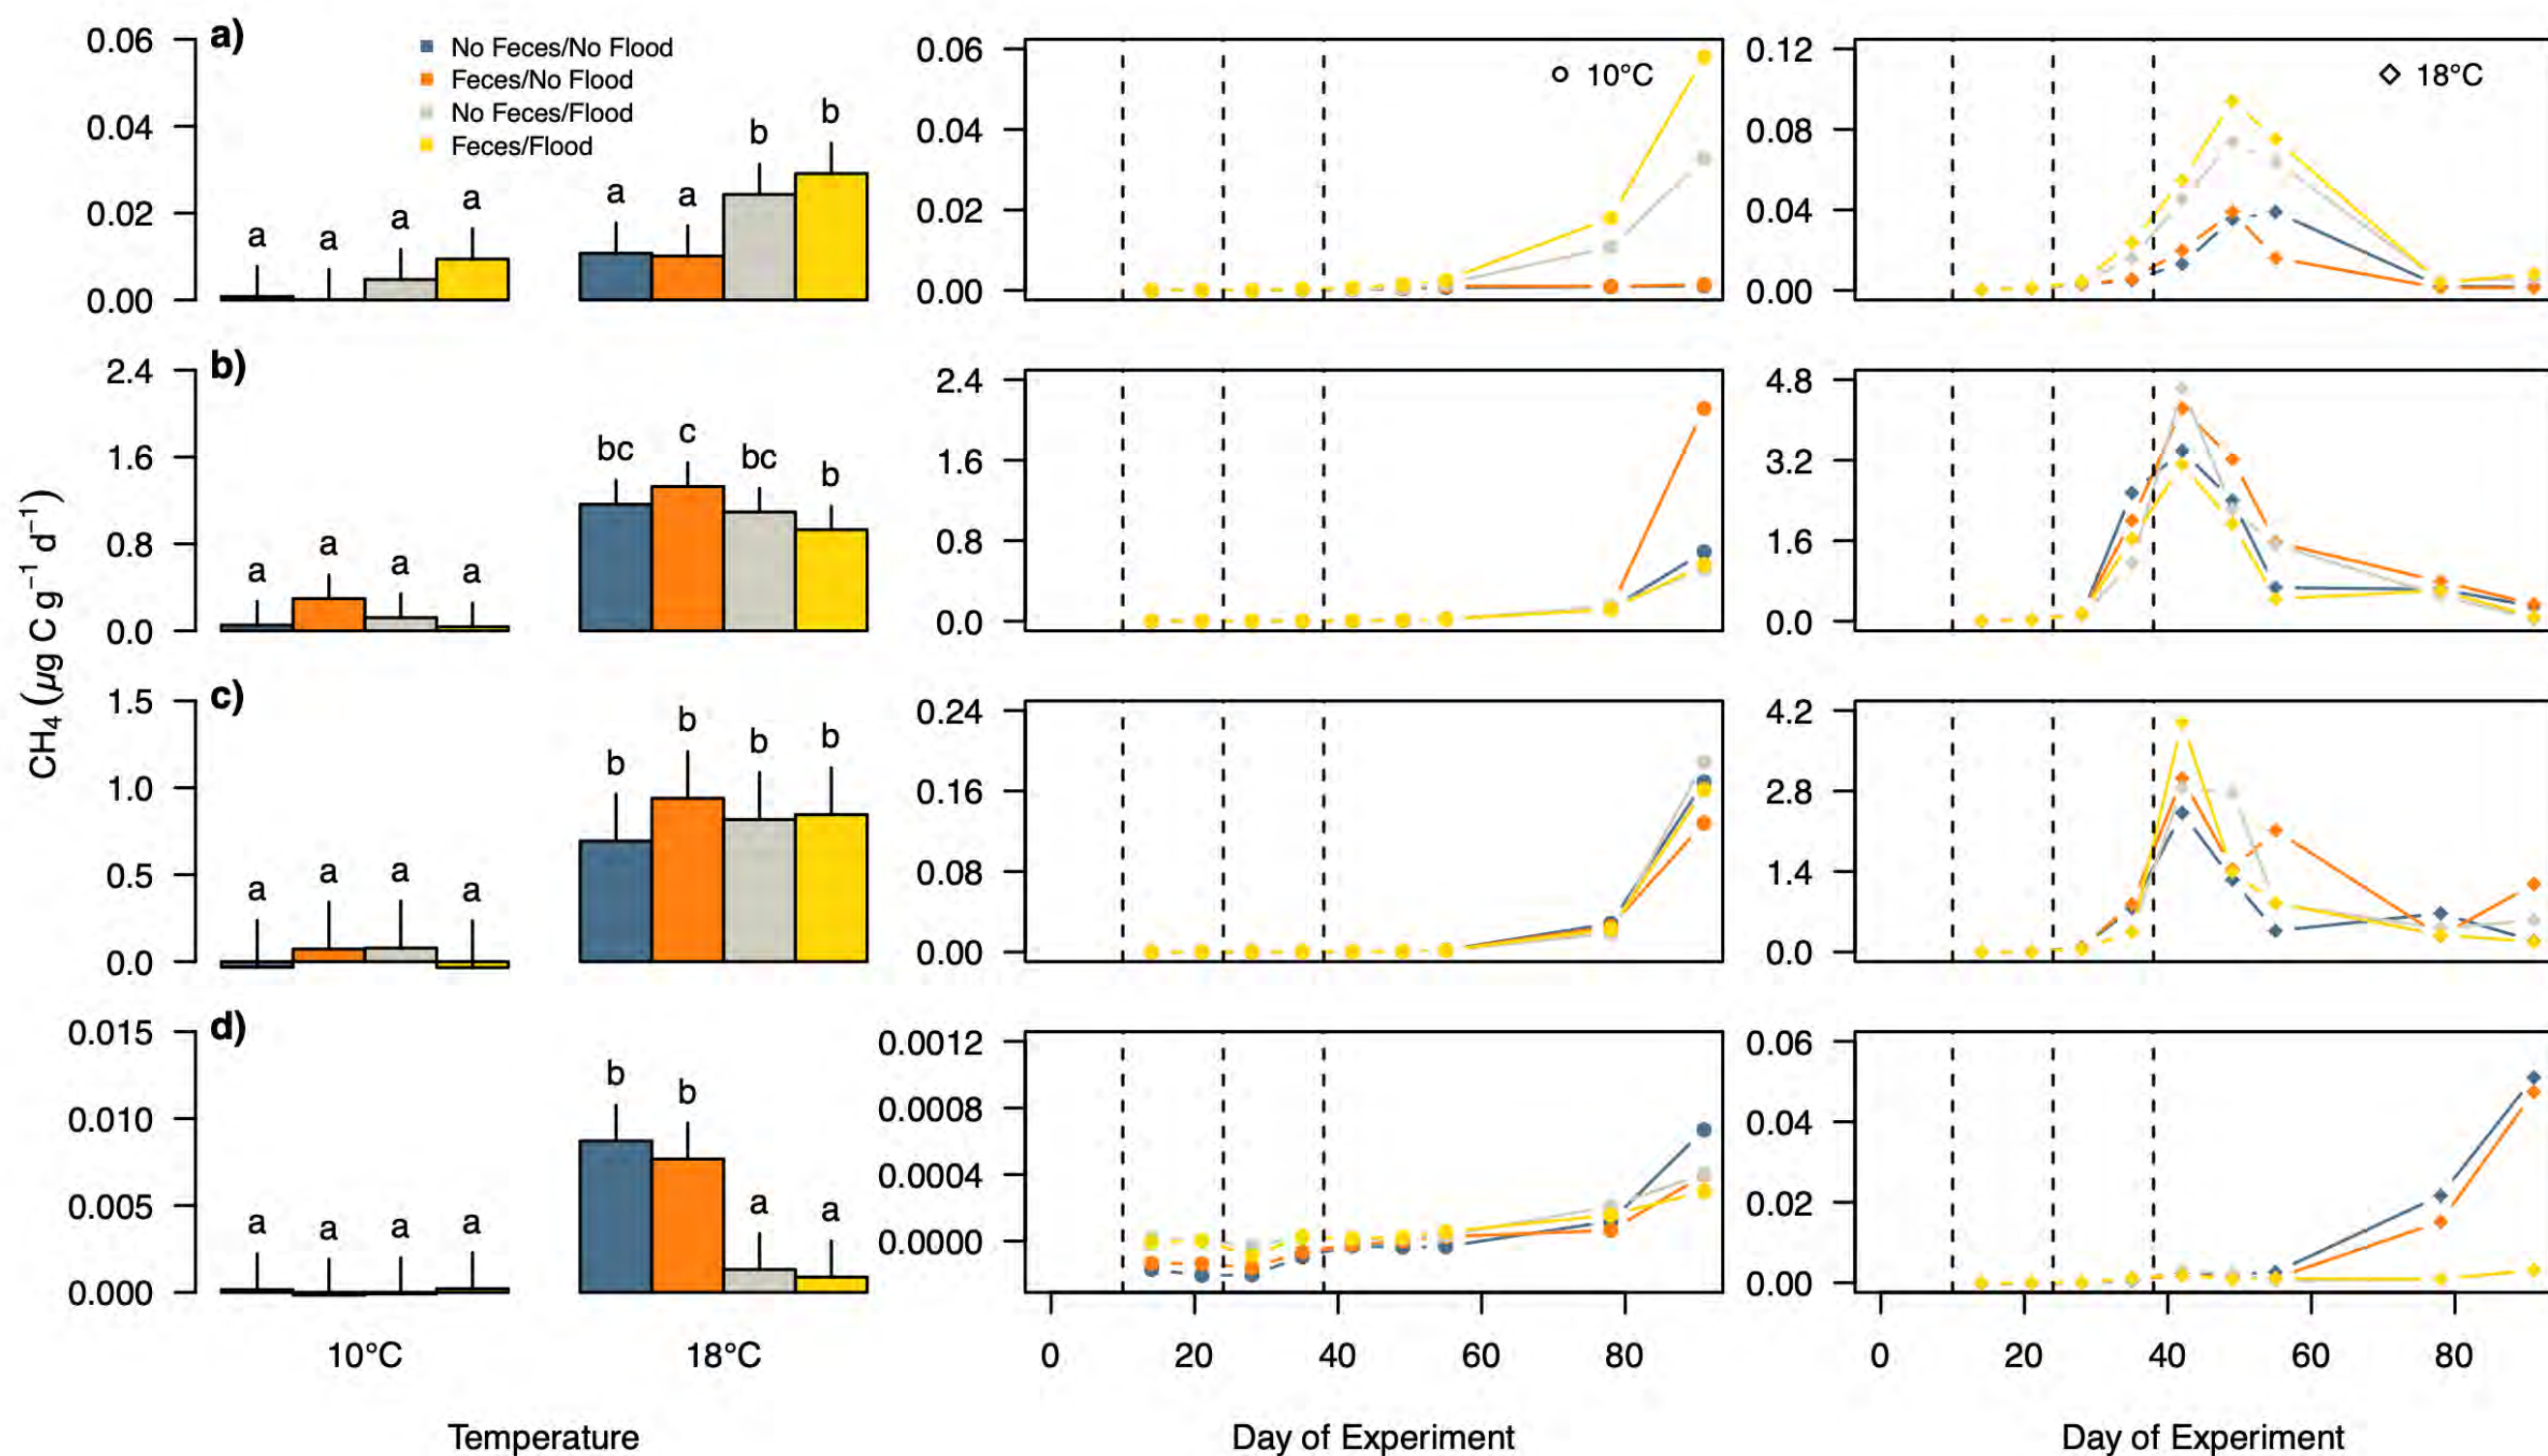 a)
0.06
0.04
0.02
0.00
No Feces/No Flood
Feces/No Flood
No Feces/Flood
Feces/Flood
a a a a a a b b
0.06
0.04
0.02
0.00
10°C
0.12
0.08
0.04
0.00
18°C
b)
2.4
1.6
0.8
0.0
a a a a bc c bc b
2.4
1.6
0.8
0.0
4.8
3.2
1.6
0.0
CH₄ (µg C g⁻¹ d⁻¹)
c)
1.5
1.0
0.5
0.0
a a a a b b b b
0.24
0.16
0.08
0.00
4.2
2.8
1.4
0.0
d)
0.015
0.010
0.005
0.000
a a a a b b a a
0.0012
0.0008
0.0004
0.0000
0.06
0.04
0.02
0.00
10°C 18°C
0 20 40 60 80
0 20 40 60 80
Temperature
Day of Experiment
Day of Experiment